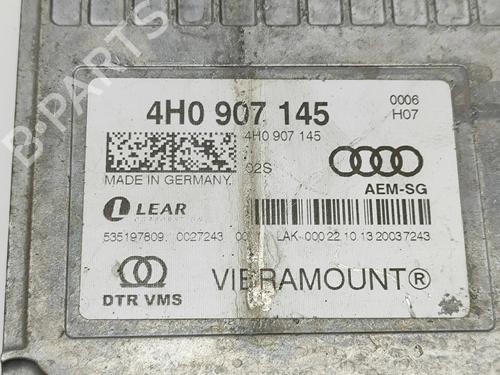 4H0 907 145
0006
H07
4H0 907 145
02S
MADE IN GERMANY
AEM-SG
LEAR
535197809 0027243 00 LAK-000 22 10 13 20037243
DTR VMS
VIBRAMOUNT®
B-PARTS